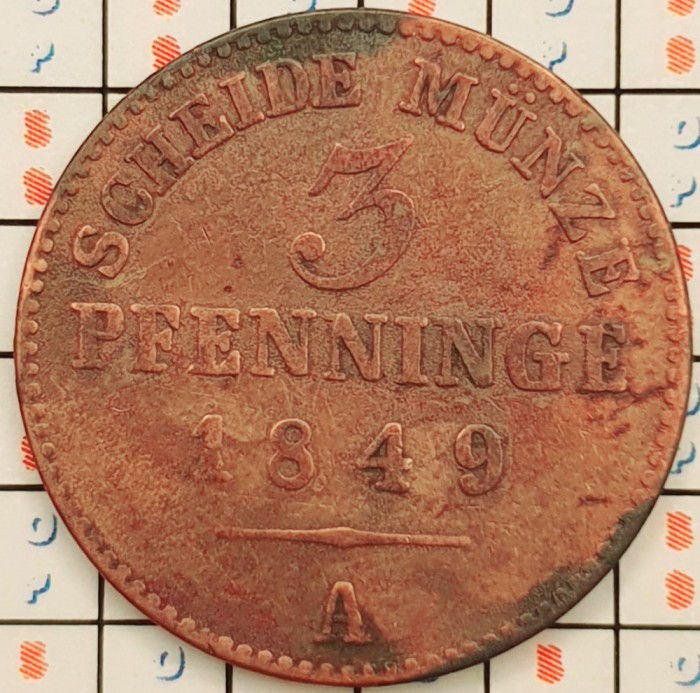 SCHEIDE MÜNZE
3
PFENNINGE
1849
A